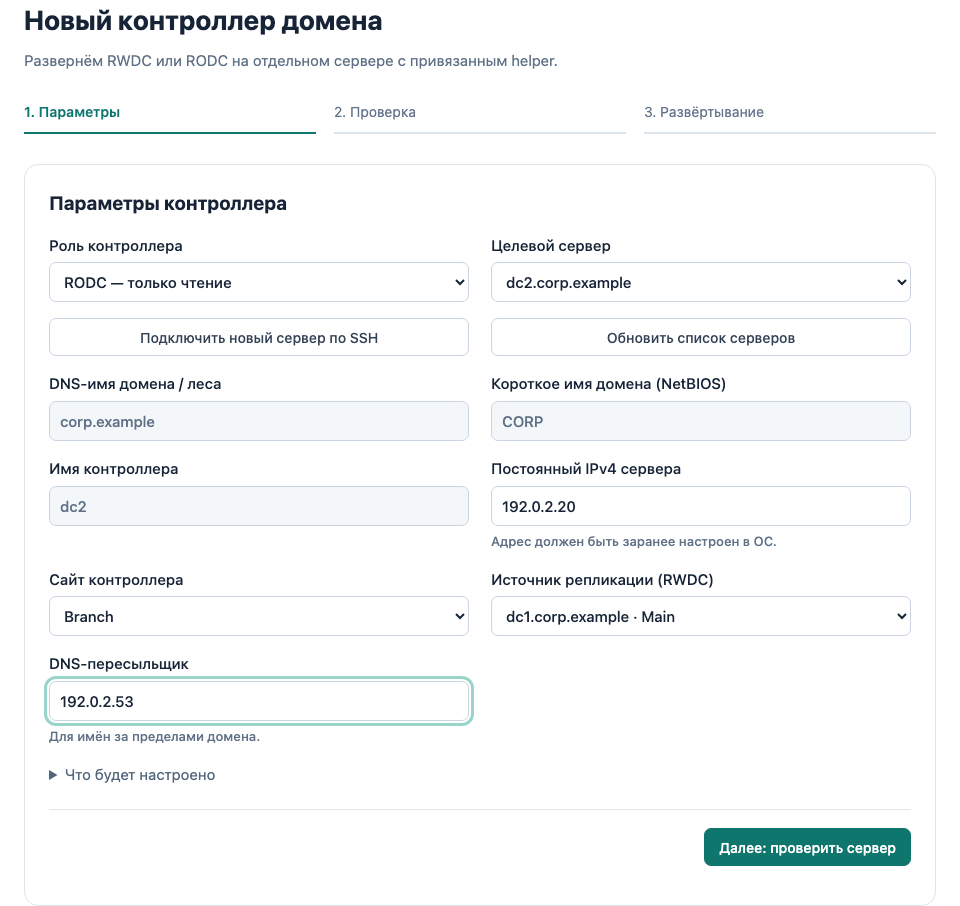 Новый контроллер домена
Развернём RWDC или RODC на отдельном сервере с привязанным helper.
1. Параметры
2. Проверка
3. Развёртывание
Параметры контроллера
Роль контроллера
Целевой сервер
RODC — только чтение
dc2.corp.example
Подключить новый сервер по SSH
Обновить список серверов
DNS-имя домена / леса
Короткое имя домена (NetBIOS)
corp.example
CORP
Имя контроллера
Постоянный IPv4 сервера
dc2
192.0.2.20
Адрес должен быть заранее настроен в ОС.
Сайт контроллера
Источник репликации (RWDC)
Branch
dc1.corp.example · Main
DNS-пересыльщик
192.0.2.53
Для имён за пределами домена.
Что будет настроено
Далее: проверить сервер